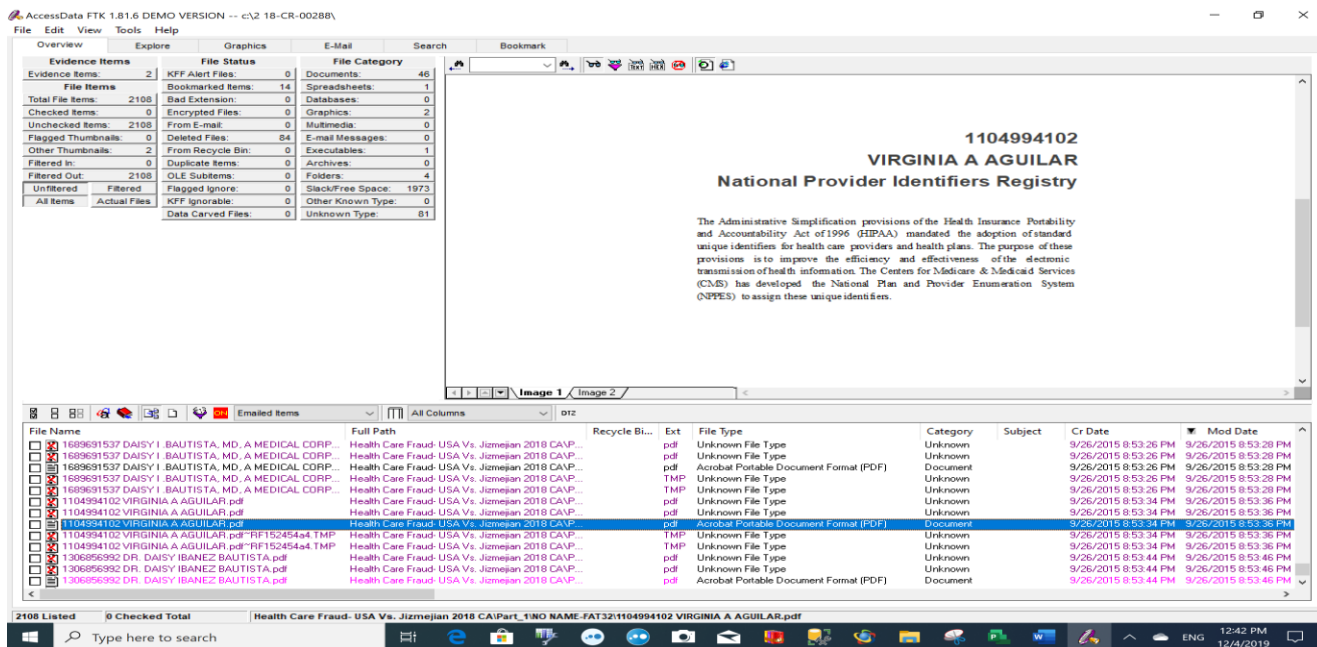 AccessData FTK 1.81.6 DEMO VERSION -- c:\2 18-CR-00288\
File Edit View Tools Help
Overview Explore Graphics E-Mail Search Bookmark
Evidence Items File Status File Category
Evidence Items: 2 KFF Alert Files: 0 Documents: 46
File Items Bookmarked Items: 14 Spreadsheets: 1
Total File Items: 2108 Bad Extension: 0 Databases: 0
Checked Items: 0 Encrypted Files: 0 Graphics: 2
Unchecked Items: 2108 From E-mail: 0 Multimedia: 0
Flagged Thumbnails: 0 Deleted Files: 84 E-mail Messages: 0
Other Thumbnails: 2 From Recycle Bin: 0 Executables: 1
Filtered In: 0 Duplicate Items: 0 Archives: 0
Filtered Out: 2108 OLE Subitems: 0 Folders: 4
Unfiltered Filtered Flagged Ignore: 0 Slack/Free Space: 1973
All Items Actual Files KFF Ignorable: 0 Other Known Type: 0
Data Carved Files: 0 Unknown Type: 81
1104994102
VIRGINIA A AGUILAR
National Provider Identifiers Registry
The Administrative Simplification provisions of the Health Insurance Portability
and Accountability Act of 1996 (HIPAA) mandated the adoption of standard
unique identifiers for health care providers and health plans. The purpose of these
provisions is to improve the efficiency and effectiveness of the electronic
transmission of health information. The Centers for Medicare & Medicaid Services
(CMS) has developed the National Plan and Provider Enumeration System
(NPPES) to assign these unique identifiers.
Image 1 Image 2
ON Emailed Items All Columns DTZ
File Name Full Path Recycle Bi... Ext File Type Category Subject Cr Date Mod Date
1689691537 DAISY I .BAUTISTA, MD, A MEDICAL CORP... Health Care Fraud- USA Vs. Jizmejian 2018 CA\P... pdf Unknown File Type Unknown 9/26/2015 8:53:26 PM 9/26/2015 8:53:28 PM
1689691537 DAISY I .BAUTISTA, MD, A MEDICAL CORP... Health Care Fraud- USA Vs. Jizmejian 2018 CA\P... pdf Unknown File Type Unknown 9/26/2015 8:53:26 PM 9/26/2015 8:53:28 PM
1689691537 DAISY I .BAUTISTA, MD, A MEDICAL CORP... Health Care Fraud- USA Vs. Jizmejian 2018 CA\P... pdf Acrobat Portable Document Format (PDF) Document 9/26/2015 8:53:26 PM 9/26/2015 8:53:28 PM
1689691537 DAISY I .BAUTISTA, MD, A MEDICAL CORP... Health Care Fraud- USA Vs. Jizmejian 2018 CA\P... TMP Unknown File Type Unknown 9/26/2015 8:53:26 PM 9/26/2015 8:53:28 PM
1689691537 DAISY I .BAUTISTA, MD, A MEDICAL CORP... Health Care Fraud- USA Vs. Jizmejian 2018 CA\P... TMP Unknown File Type Unknown 9/26/2015 8:53:26 PM 9/26/2015 8:53:28 PM
1104994102 VIRGINIA A AGUILAR.pdf Health Care Fraud- USA Vs. Jizmejian 2018 CA\P... pdf Unknown File Type Unknown 9/26/2015 8:53:34 PM 9/26/2015 8:53:36 PM
1104994102 VIRGINIA A AGUILAR.pdf Health Care Fraud- USA Vs. Jizmejian 2018 CA\P... pdf Unknown File Type Unknown 9/26/2015 8:53:34 PM 9/26/2015 8:53:36 PM
1104994102 VIRGINIA A AGUILAR.pdf Health Care Fraud- USA Vs. Jizmejian 2018 CA\P... pdf Acrobat Portable Document Format (PDF) Document 9/26/2015 8:53:34 PM 9/26/2015 8:53:36 PM
1104994102 VIRGINIA A AGUILAR.pdf~RF152454a4.TMP Health Care Fraud- USA Vs. Jizmejian 2018 CA\P... TMP Unknown File Type Unknown 9/26/2015 8:53:34 PM 9/26/2015 8:53:36 PM
1104994102 VIRGINIA A AGUILAR.pdf~RF152454a4.TMP Health Care Fraud- USA Vs. Jizmejian 2018 CA\P... TMP Unknown File Type Unknown 9/26/2015 8:53:34 PM 9/26/2015 8:53:36 PM
1306856992 DR. DAISY IBANEZ BAUTISTA.pdf Health Care Fraud- USA Vs. Jizmejian 2018 CA\P... pdf Unknown File Type Unknown 9/26/2015 8:53:44 PM 9/26/2015 8:53:46 PM
1306856992 DR. DAISY IBANEZ BAUTISTA.pdf Health Care Fraud- USA Vs. Jizmejian 2018 CA\P... pdf Unknown File Type Unknown 9/26/2015 8:53:44 PM 9/26/2015 8:53:46 PM
1306856992 DR. DAISY IBANEZ BAUTISTA.pdf Health Care Fraud- USA Vs. Jizmejian 2018 CA\P... pdf Acrobat Portable Document Format (PDF) Document 9/26/2015 8:53:44 PM 9/26/2015 8:53:46 PM
2108 Listed 0 Checked Total Health Care Fraud- USA Vs. Jizmejian 2018 CA\Part_1\NO NAME-FAT32\1104994102 VIRGINIA A AGUILAR.pdf
Type here to search ENG 12:42 PM
12/4/2019